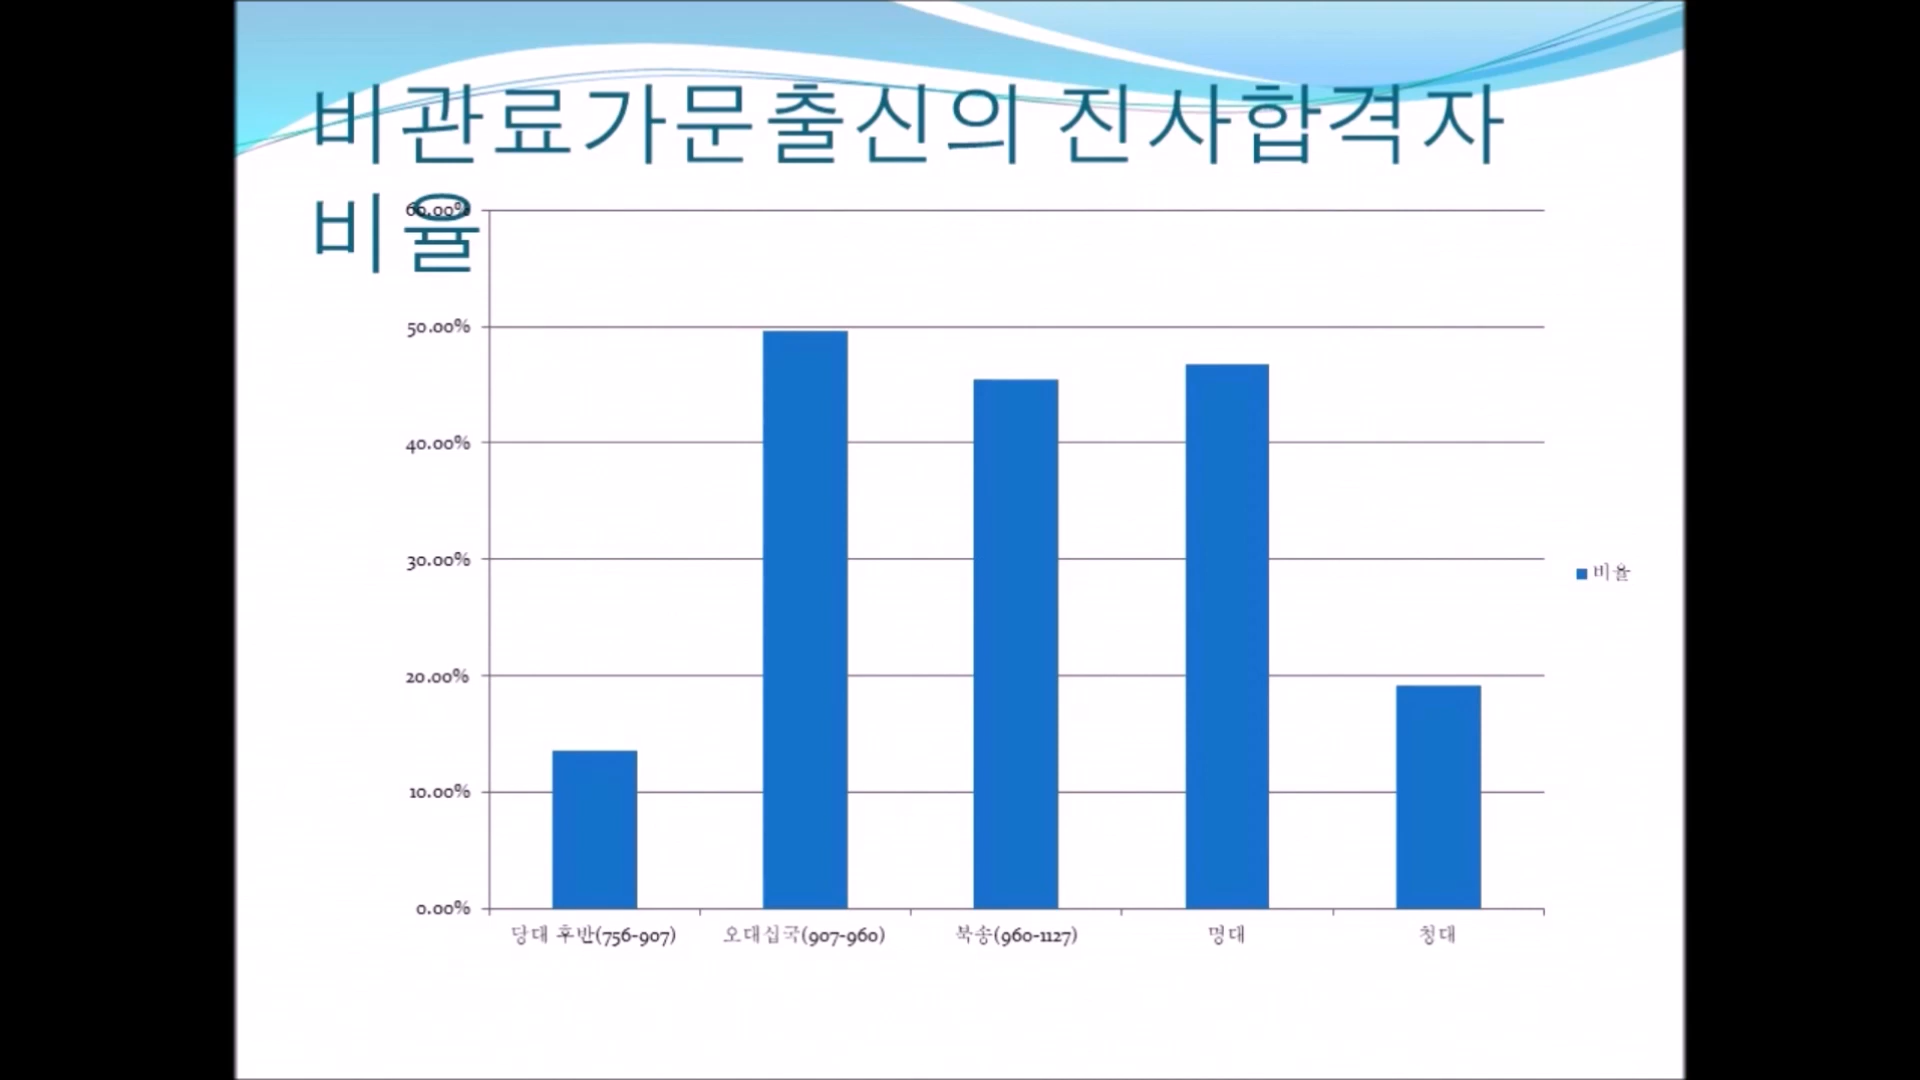 비관료가문출신의 진사합격자
비율
60.00%
50.00%
40.00%
30.00%
20.00%
10.00%
0.00%
당대 후반(756-907) 오대십국(907-960) 북송(960-1127) 명대 청대
비율